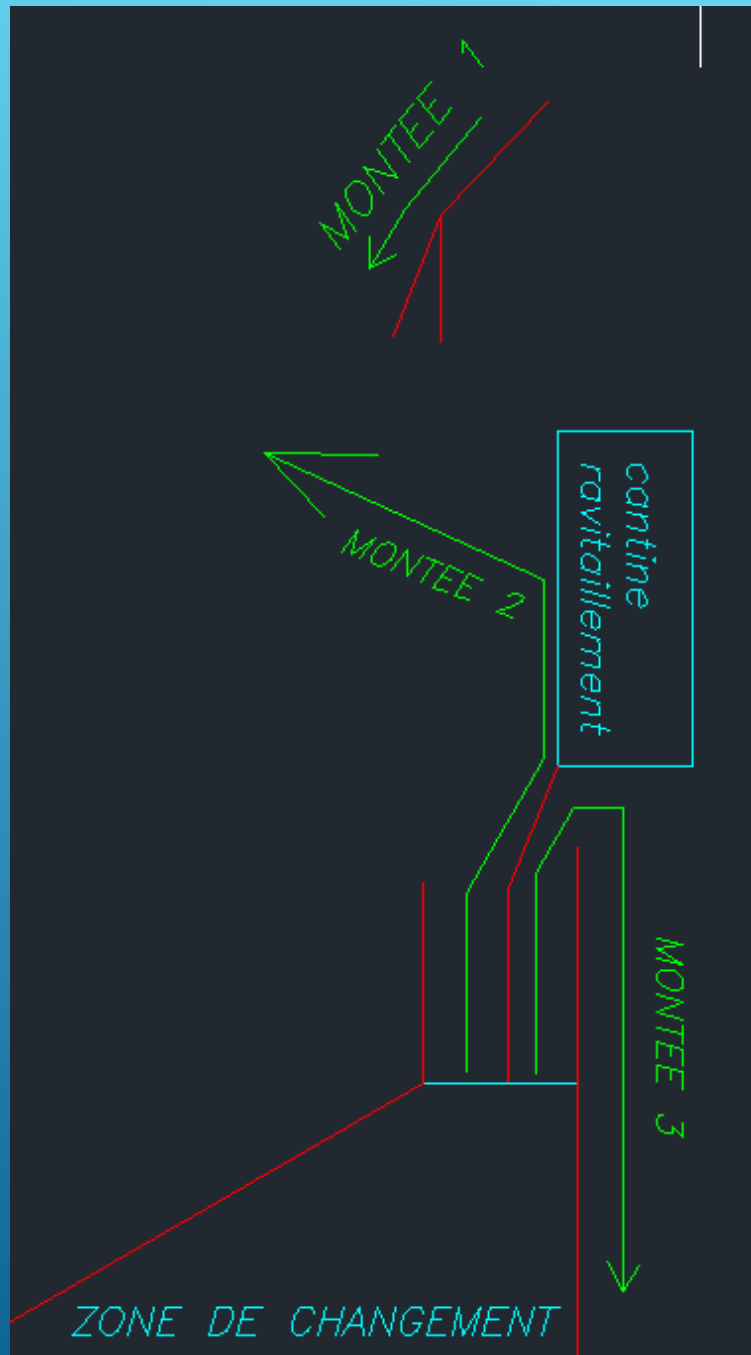 MONTEE 1
cantine
ravitaillement
MONTEE 2
MONTEE 3
ZONE DE CHANGEMENT